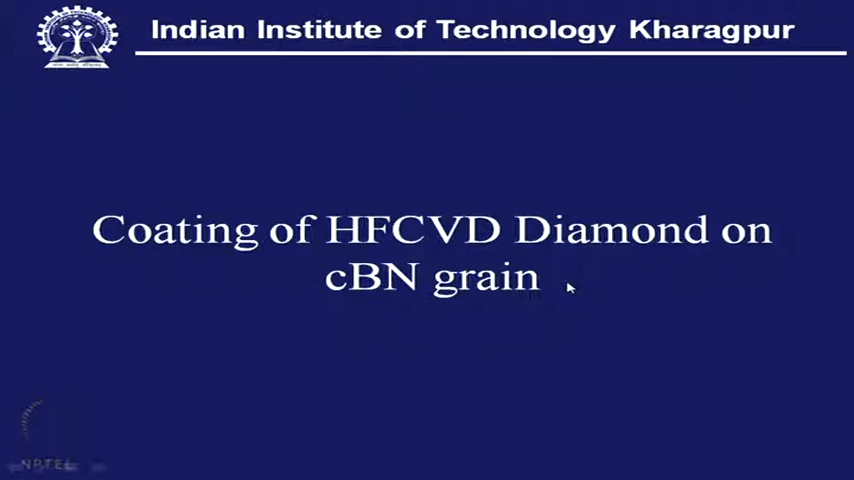 Indian Institute of Technology Kharagpur
Coating of HFCVD Diamond on
cBN grain
NPTEL